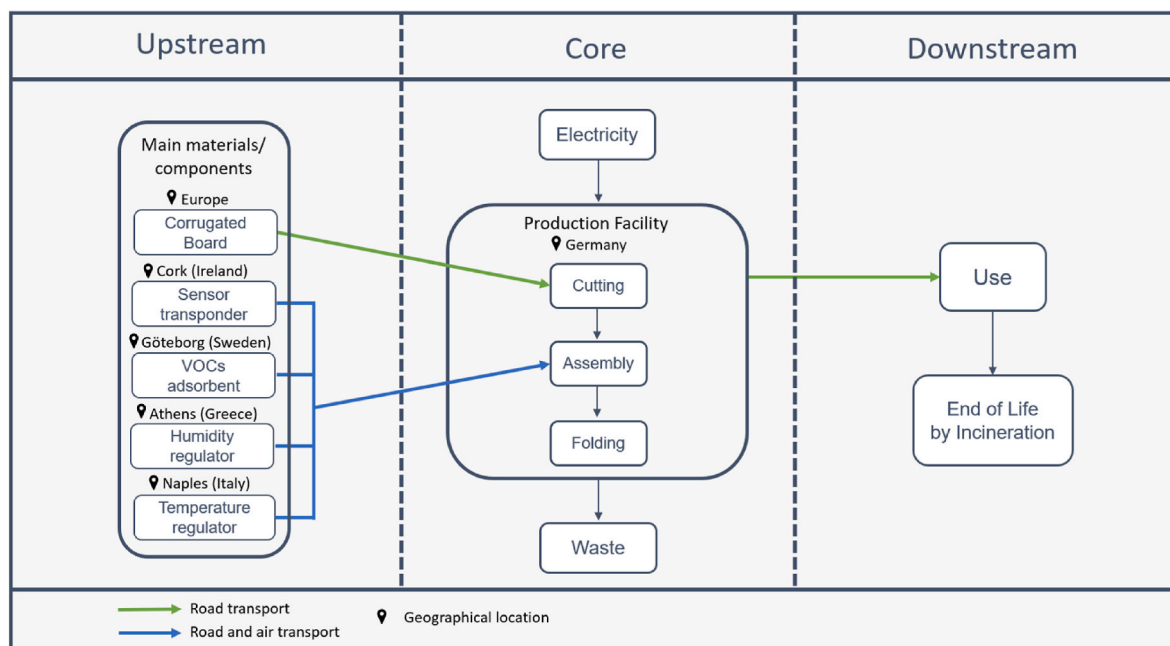 Upstream
Core
Downstream
Main materials/
components
Europe
Corrugated
Board
Cork (Ireland)
Sensor
transponder
Göteborg (Sweden)
VOCs
adsorbent
Athens (Greece)
Humidity
regulator
Naples (Italy)
Temperature
regulator
Electricity
Production Facility
Germany
Cutting
Assembly
Folding
Waste
Use
End of Life
by Incineration
Road transport
Road and air transport
Geographical location